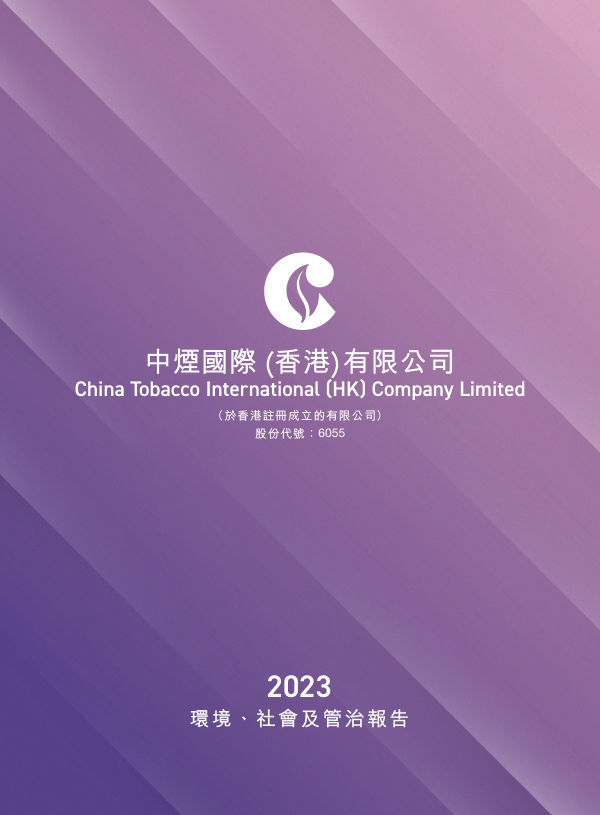 中煙國際 (香港)有限公司
China Tobacco International (HK) Company Limited
（於香港註冊成立的有限公司）
股份代號：6055
2023
環境、社會及管治報告